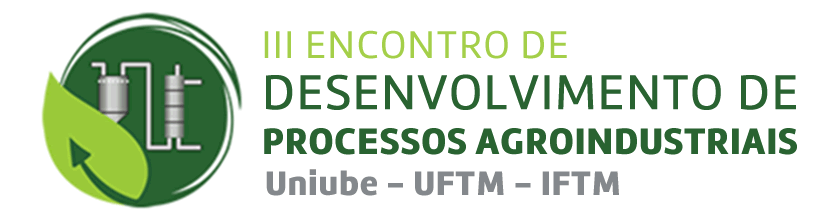 III ENCONTRO DE
DESENVOLVIMENTO DE
PROCESSOS AGROINDUSTRIAIS
Uniube – UFTM – IFTM